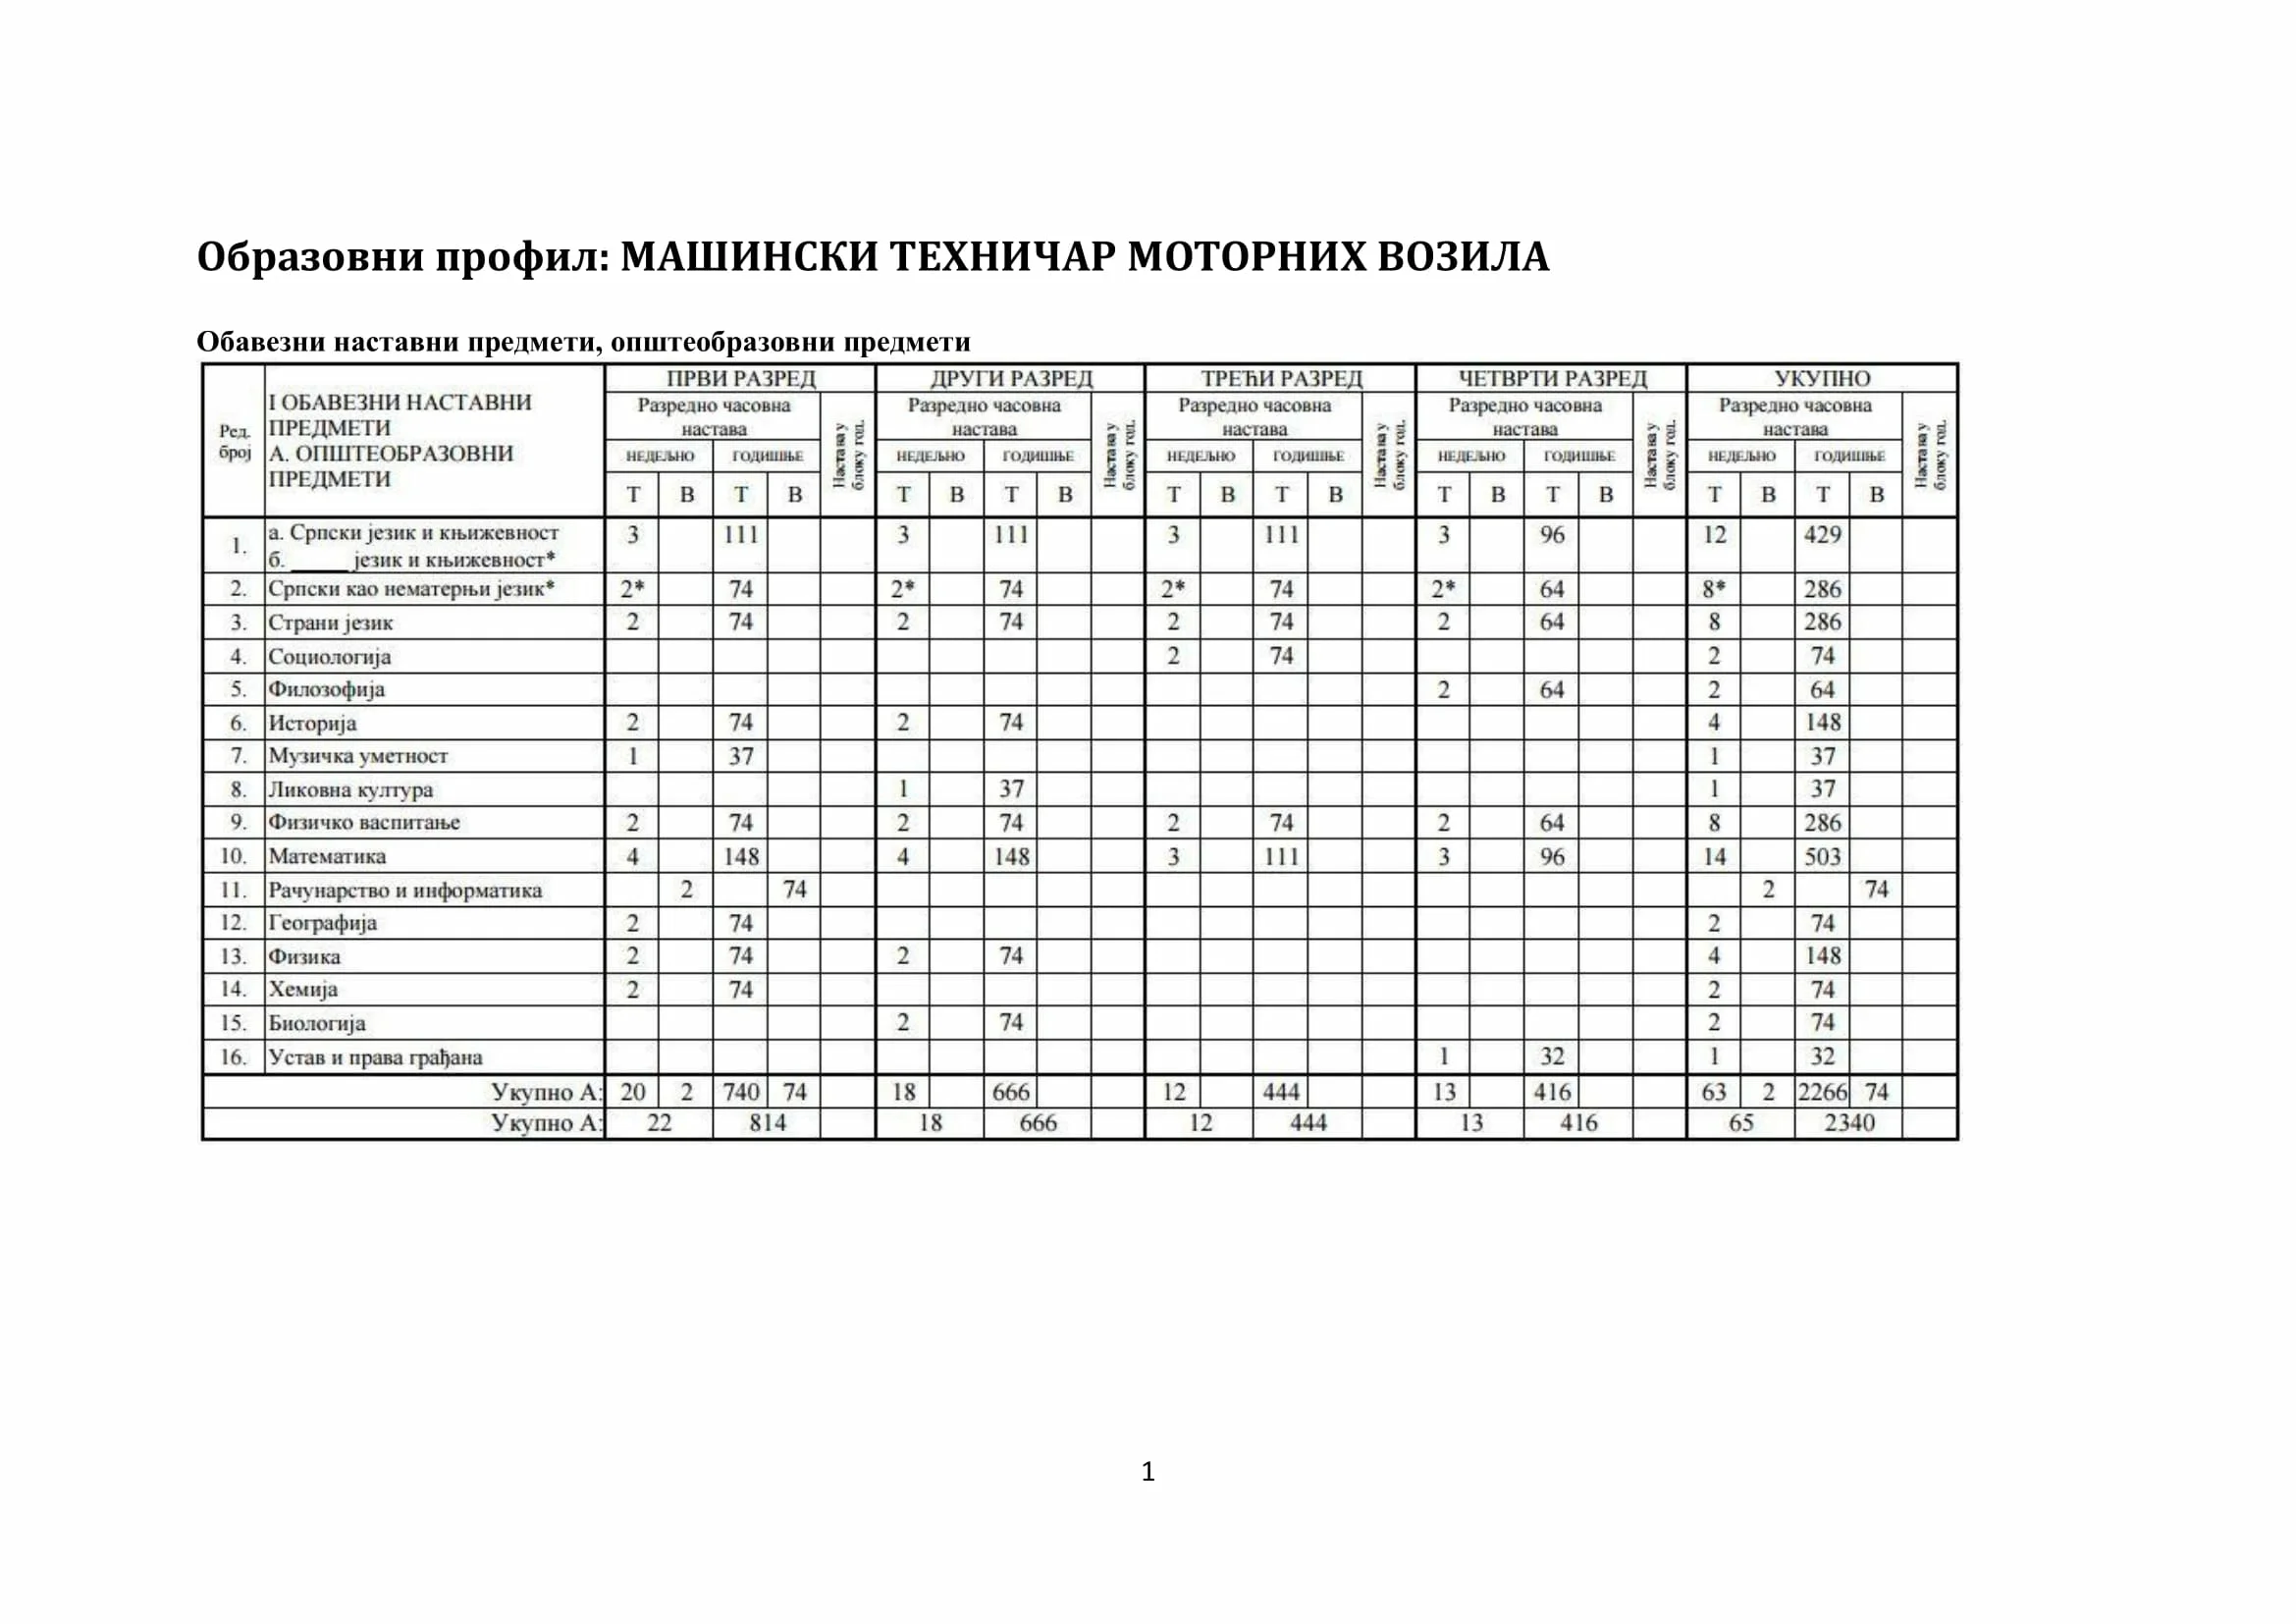 Образовни профил: МАШИНСКИ ТЕХНИЧАР МОТОРНИХ ВОЗИЛА
Обавезни наставни предмети, општеобразовни предмети
Ред. број I ОБАВЕЗНИ НАСТАВНИ ПРЕДМЕТИ А. ОПШТЕОБРАЗОВНИ ПРЕДМЕТИ
ПРВИ РАЗРЕД ДРУГИ РАЗРЕД ТРЕЋИ РАЗРЕД ЧЕТВРТИ РАЗРЕД УКУПНО
Разредно часовна настава Настава у блоку год. Разредно часовна настава Настава у блоку год. Разредно часовна настава Настава у блоку год. Разредно часовна настава Настава у блоку год. Разредно часовна настава Настава у блоку год.
НЕДЕЉНО ГОДИШЊЕ НЕДЕЉНО ГОДИШЊЕ НЕДЕЉНО ГОДИШЊЕ НЕДЕЉНО ГОДИШЊЕ НЕДЕЉНО ГОДИШЊЕ
Т В Т В Т В Т В Т В Т В Т В Т В Т В Т В
1. а. Српски језик и књижевност 3 111 3 111 3 111 3 96 12 429
б. _____ језик и књижевност*
2. Српски као нематерњи језик* 2* 74 2* 74 2* 74 2* 64 8* 286
3. Страни језик 2 74 2 74 2 74 2 64 8 286
4. Социологија 2 74 2 74
5. Филозофија 2 64 2 64
6. Историја 2 74 2 74 4 148
7. Музичка уметност 1 37 1 37
8. Ликовна култура 1 37 1 37
9. Физичко васпитање 2 74 2 74 2 74 2 64 8 286
10. Математика 4 148 4 148 3 111 3 96 14 503
11. Рачунарство и информатика 2 74 2 74
12. Географија 2 74 2 74
13. Физика 2 74 2 74 4 148
14. Хемија 2 74 2 74
15. Биологија 2 74 2 74
16. Устав и права грађана 1 32 1 32
Укупно А: 20 2 740 74 18 666 12 444 13 416 63 2 2266 74
Укупно А: 22 814 18 666 12 444 13 416 65 2340
1